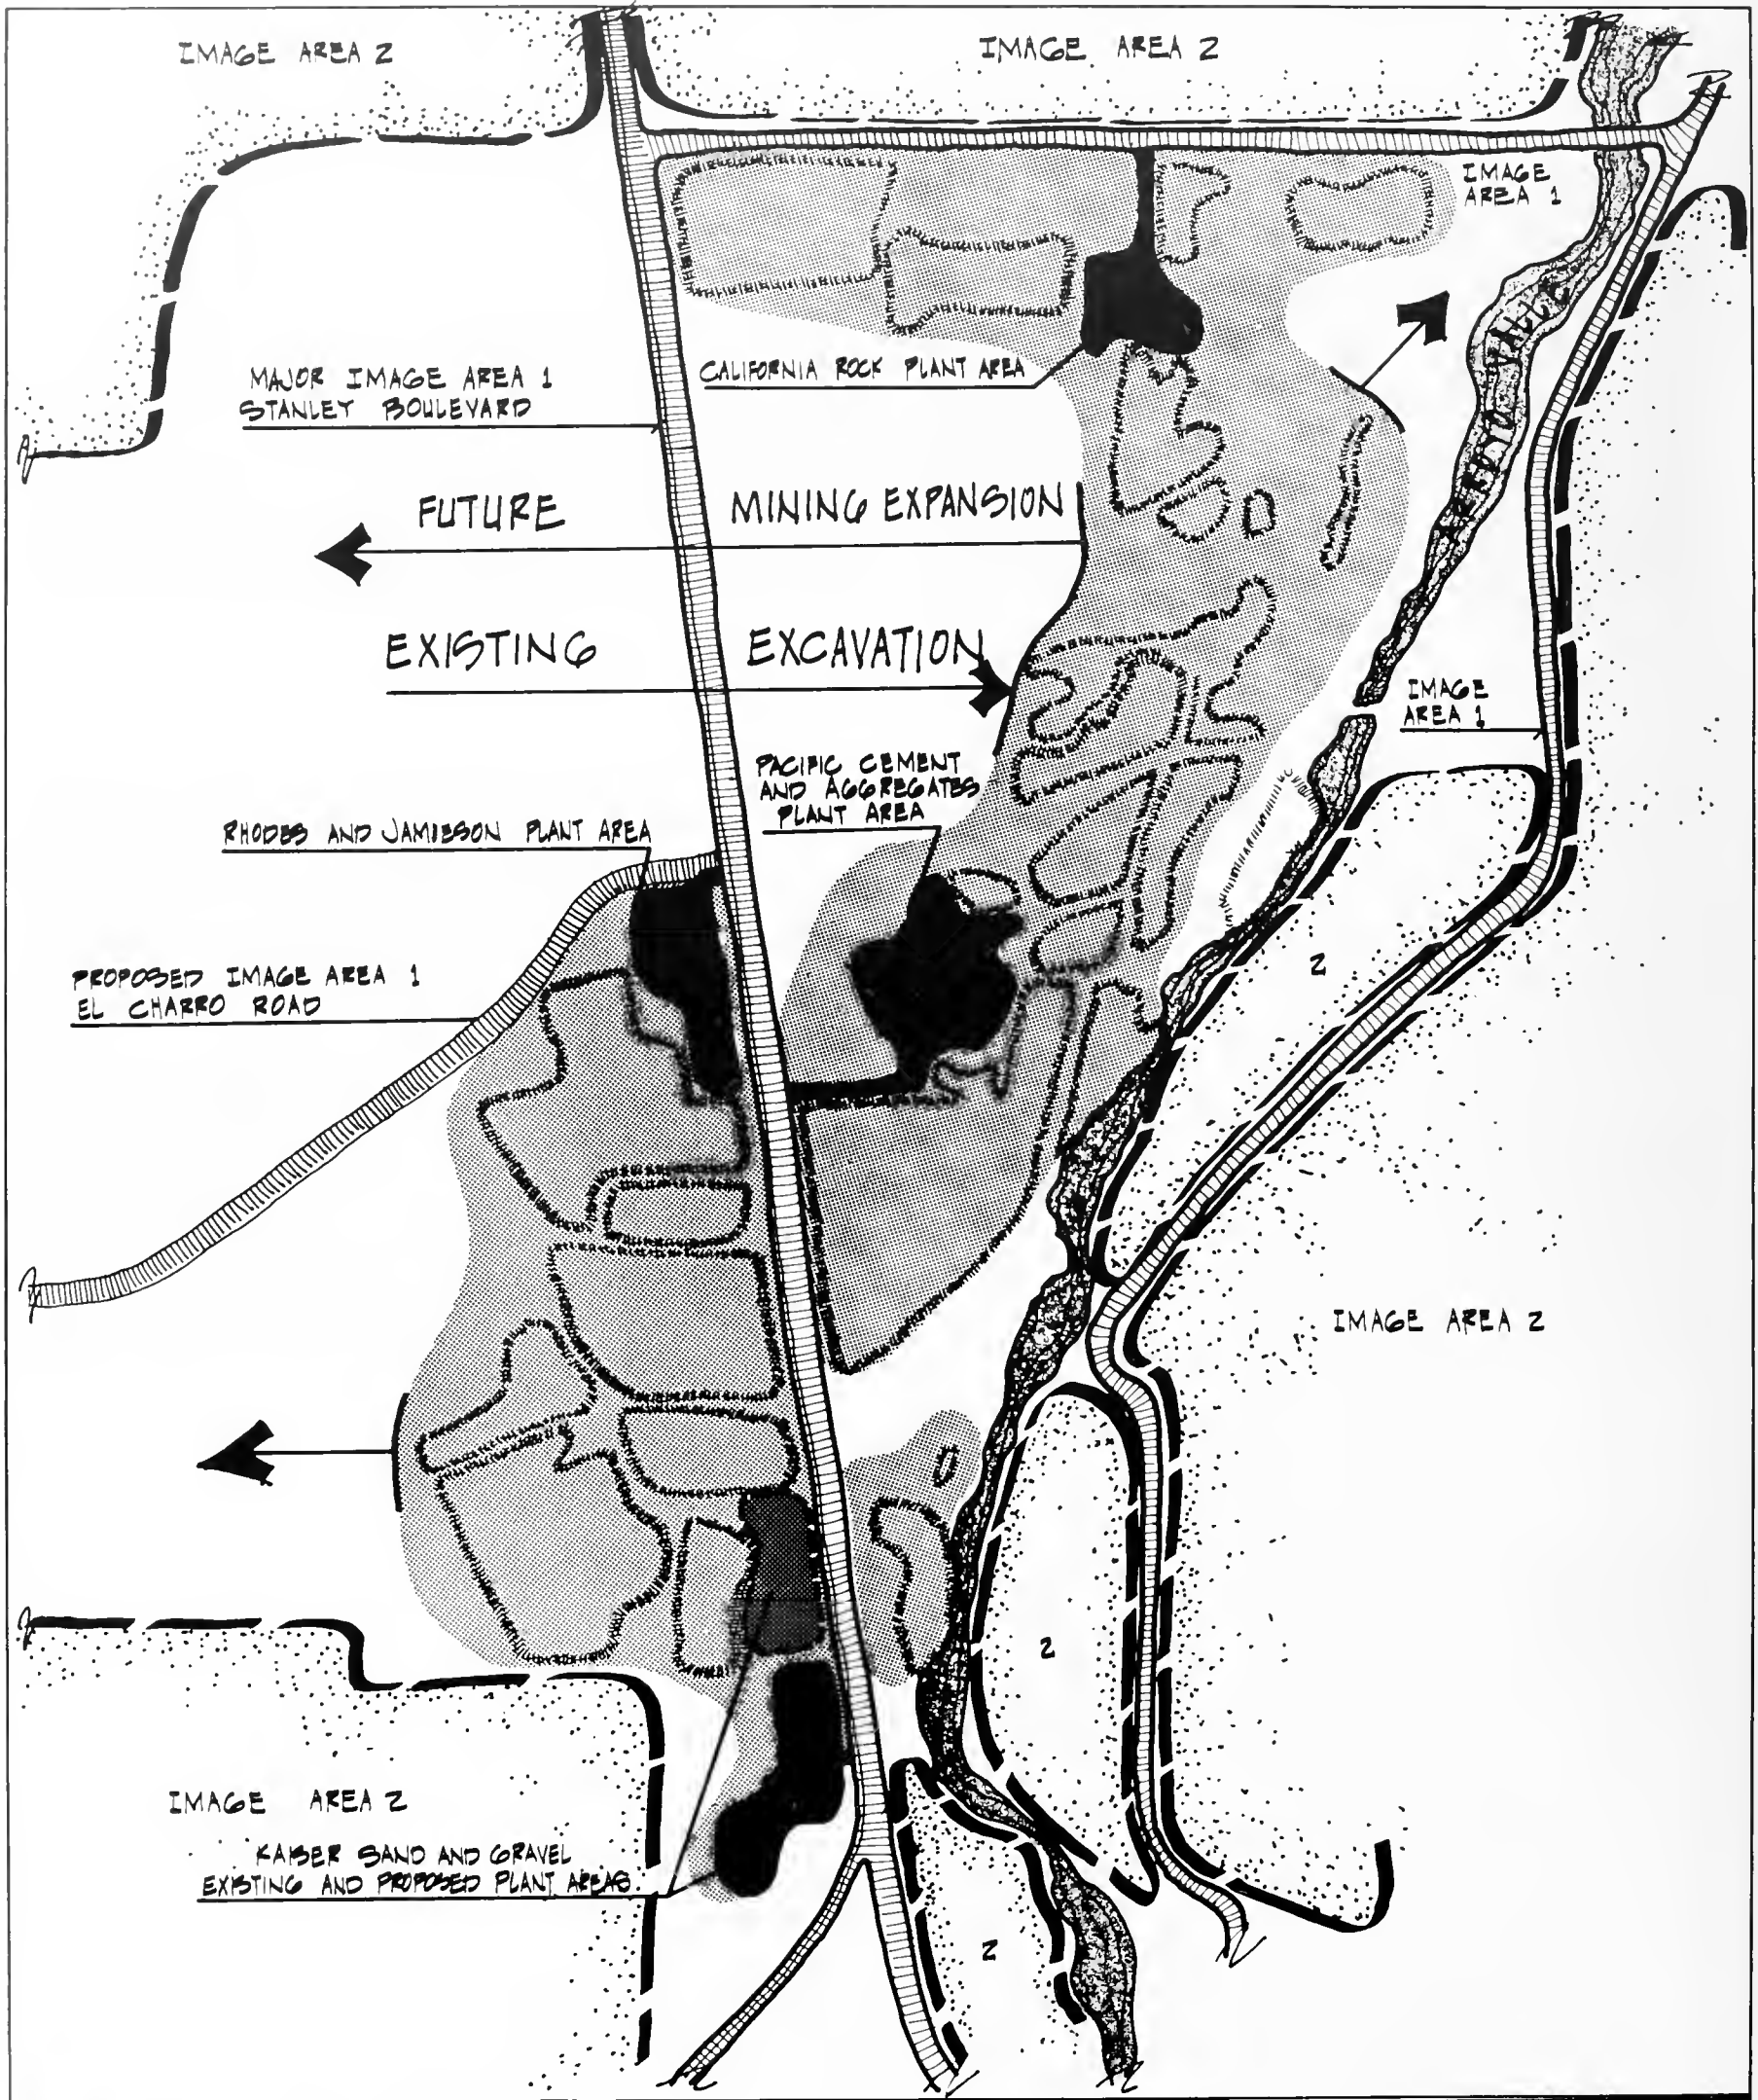 IMAGE AREA 2
IMAGE AREA 2
IMAGE
AREA 1
MAJOR IMAGE AREA 1
STANLEY BOULEVARD
CALIFORNIA ROCK PLANT AREA
ARROYO VALLE
FUTURE MINING EXPANSION
EXISTING EXCAVATION
IMAGE
AREA 1
PACIFIC CEMENT
AND AGGREGATES
PLANT AREA
RHODES AND JAMIESON PLANT AREA
2
PROPOSED IMAGE AREA 1
EL CHARRO ROAD
IMAGE AREA 2
2
IMAGE AREA 2
KAISER SAND AND GRAVEL
EXISTING AND PROPOSED PLANT AREAS
2